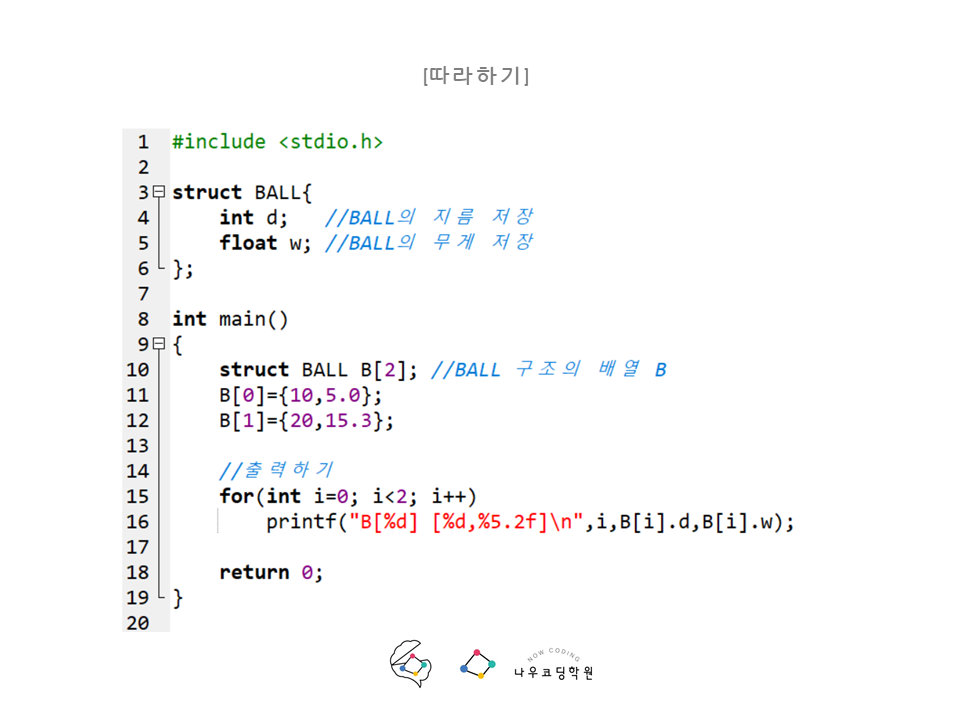 [따라하기]
1 #include <stdio.h>
2
3 struct BALL{
4 int d; //BALL의 지름 저장
5 float w; //BALL의 무게 저장
6 };
7
8 int main()
9 {
10 struct BALL B[2]; //BALL 구조의 배열 B
11 B[0]={10,5.0};
12 B[1]={20,15.3};
13
14 //출력하기
15 for(int i=0; i<2; i++)
16 printf("B[%d] [%d,%5.2f]\n",i,B[i].d,B[i].w);
17
18 return 0;
19 }
20
NOW CODING
나우코딩학원